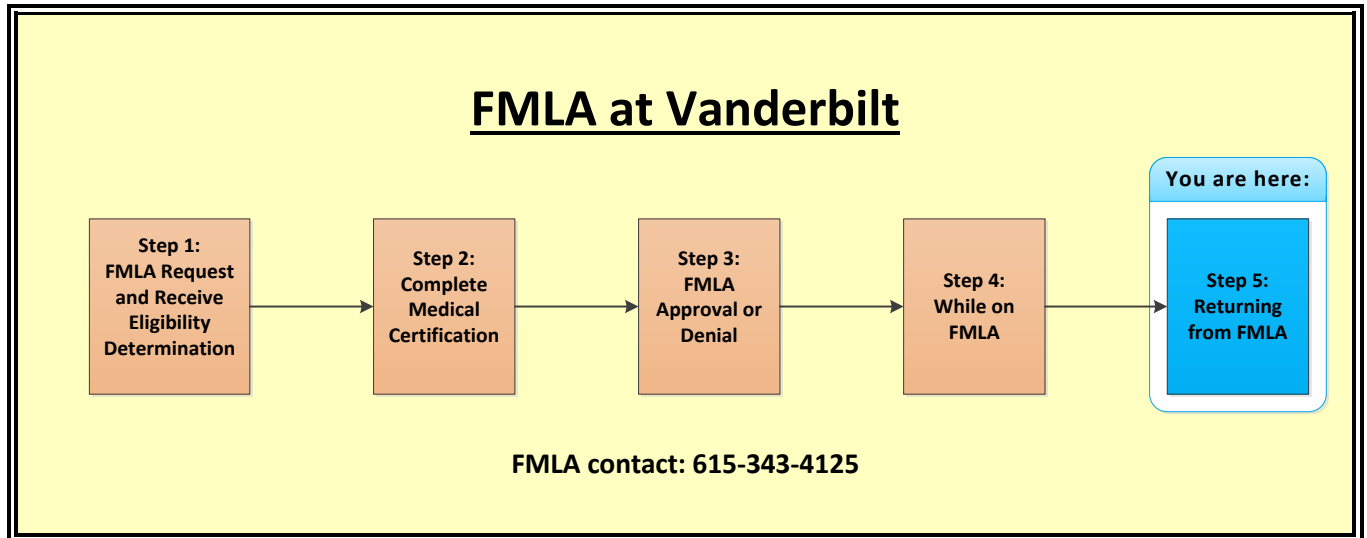 FMLA at Vanderbilt
You are here:
Step 1:
FMLA Request
and Receive
Eligibility
Determination
Step 2:
Complete
Medical
Certification
Step 3:
FMLA
Approval or
Denial
Step 4:
While on
FMLA
Step 5:
Returning
from FMLA
FMLA contact: 615-343-4125